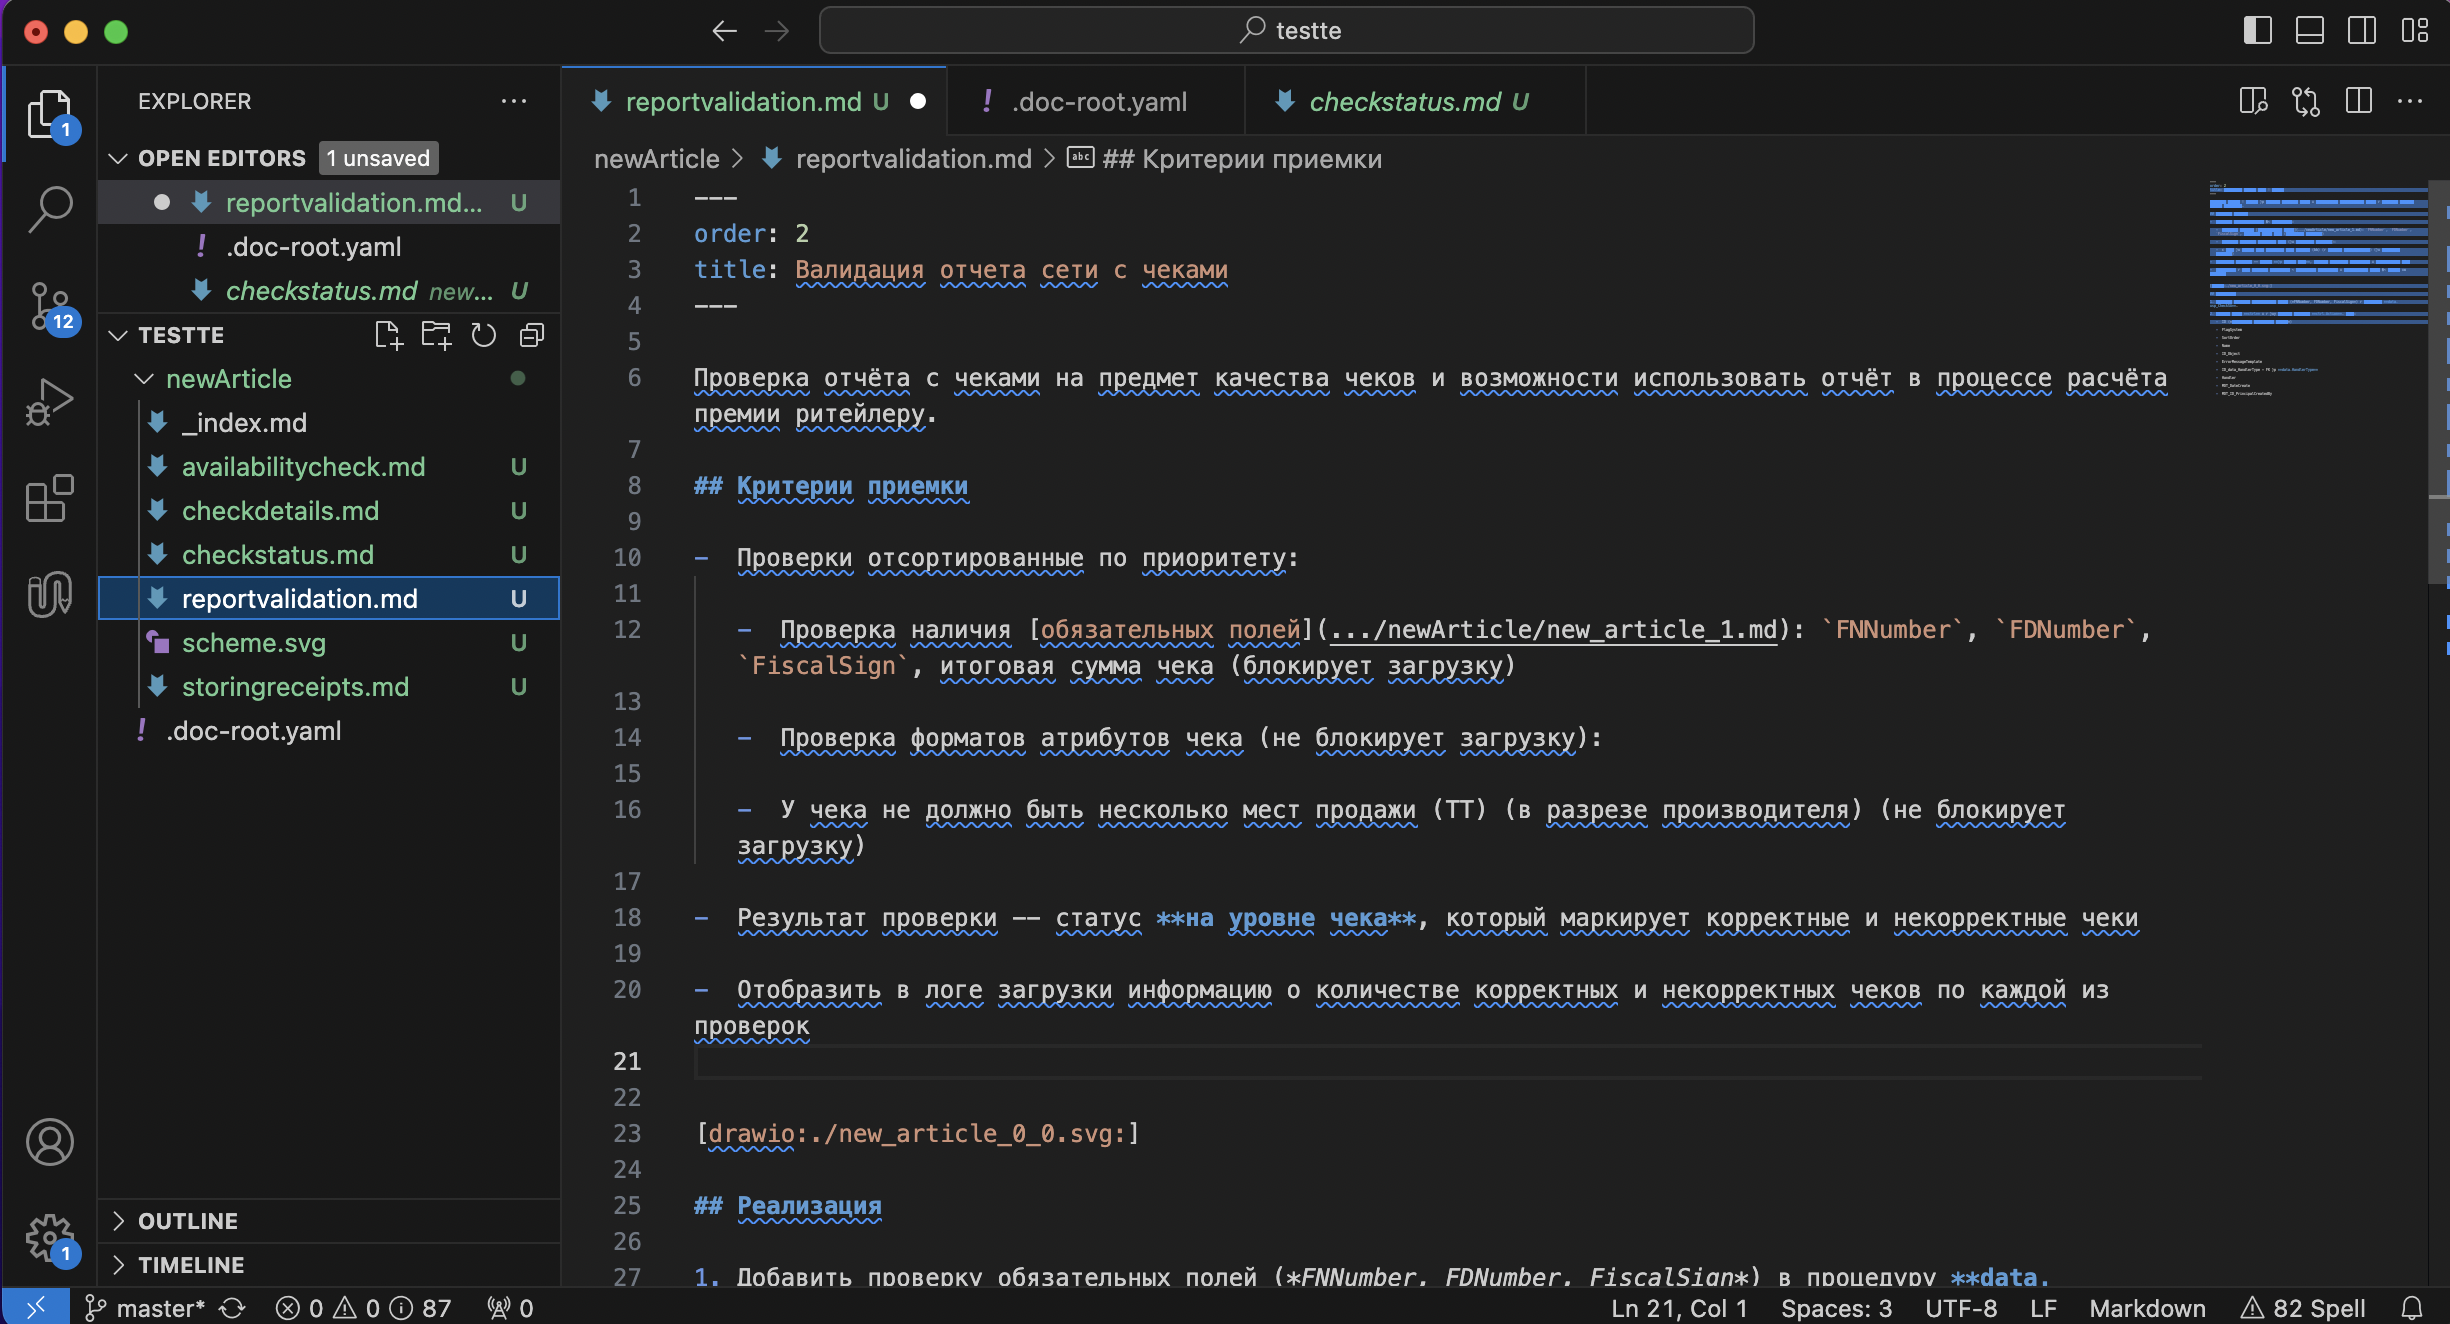 testte
EXPLORER
1
OPEN EDITORS 1 unsaved
reportvalidation.md... U
.doc-root.yaml
checkstatus.md new... U
12
TESTTE
newArticle
_index.md
availabilitycheck.md U
checkdetails.md U
checkstatus.md U
reportvalidation.md U
scheme.svg U
storingreceipts.md U
.doc-root.yaml
OUTLINE
TIMELINE
1
reportvalidation.md U
.doc-root.yaml
checkstatus.md U
newArticle > reportvalidation.md > ## Критерии приемки
1 ---
2 order: 2
3 title: Валидация отчета сети с чеками
4 ---
5
6 Проверка отчёта с чеками на предмет качества чеков и возможности использовать отчёт в процессе расчёта
премии ритейлеру.
7
8 ## Критерии приемки
9
10 - Проверки отсортированные по приоритету:
11
12 - Проверка наличия [обязательных полей](.../newArticle/new_article_1.md): `FNNumber`, `FDNumber`,
`FiscalSign`, итоговая сумма чека (блокирует загрузку)
13
14 - Проверка форматов атрибутов чека (не блокирует загрузку):
15
16 - У чека не должно быть несколько мест продажи (ТТ) (в разрезе производителя) (не блокирует
загрузку)
17
18 - Результат проверки -- статус **на уровне чека**, который маркирует корректные и некорректные чеки
19
20 - Отобразить в логе загрузки информацию о количестве корректных и некорректных чеков по каждой из
проверок
21
22
23 [drawio:./new_article_0_0.svg:]
24
25 ## Реализация
26
27 1. Добавить проверку обязательных полей (*FNNumber, FDNumber, FiscalSign*) в процедуру **data.
master* 0 0 87 0 Ln 21, Col 1 Spaces: 3 UTF-8 LF Markdown 82 Spell